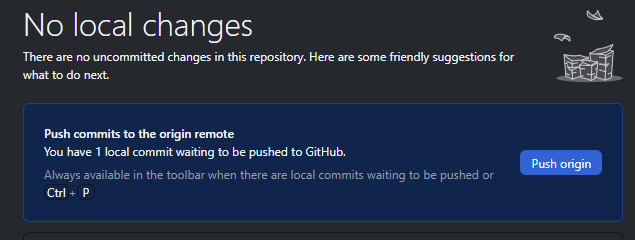 No local changes
There are no uncommitted changes in this repository. Here are some friendly suggestions for
what to do next.
Push commits to the origin remote
You have 1 local commit waiting to be pushed to GitHub.
Always available in the toolbar when there are local commits waiting to be pushed or
Ctrl + P
Push origin